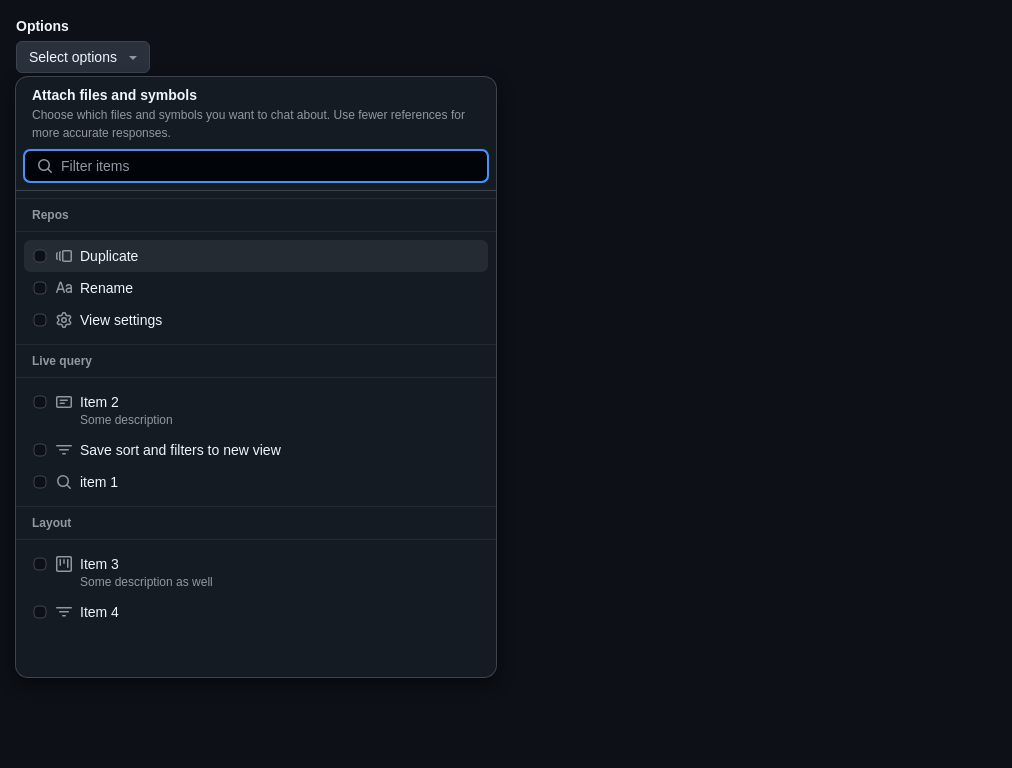 Options
Select options
Attach files and symbols
Choose which files and symbols you want to chat about. Use fewer references for
more accurate responses.
Filter items
Repos
Duplicate
Rename
View settings
Live query
Item 2
Some description
Save sort and filters to new view
item 1
Layout
Item 3
Some description as well
Item 4